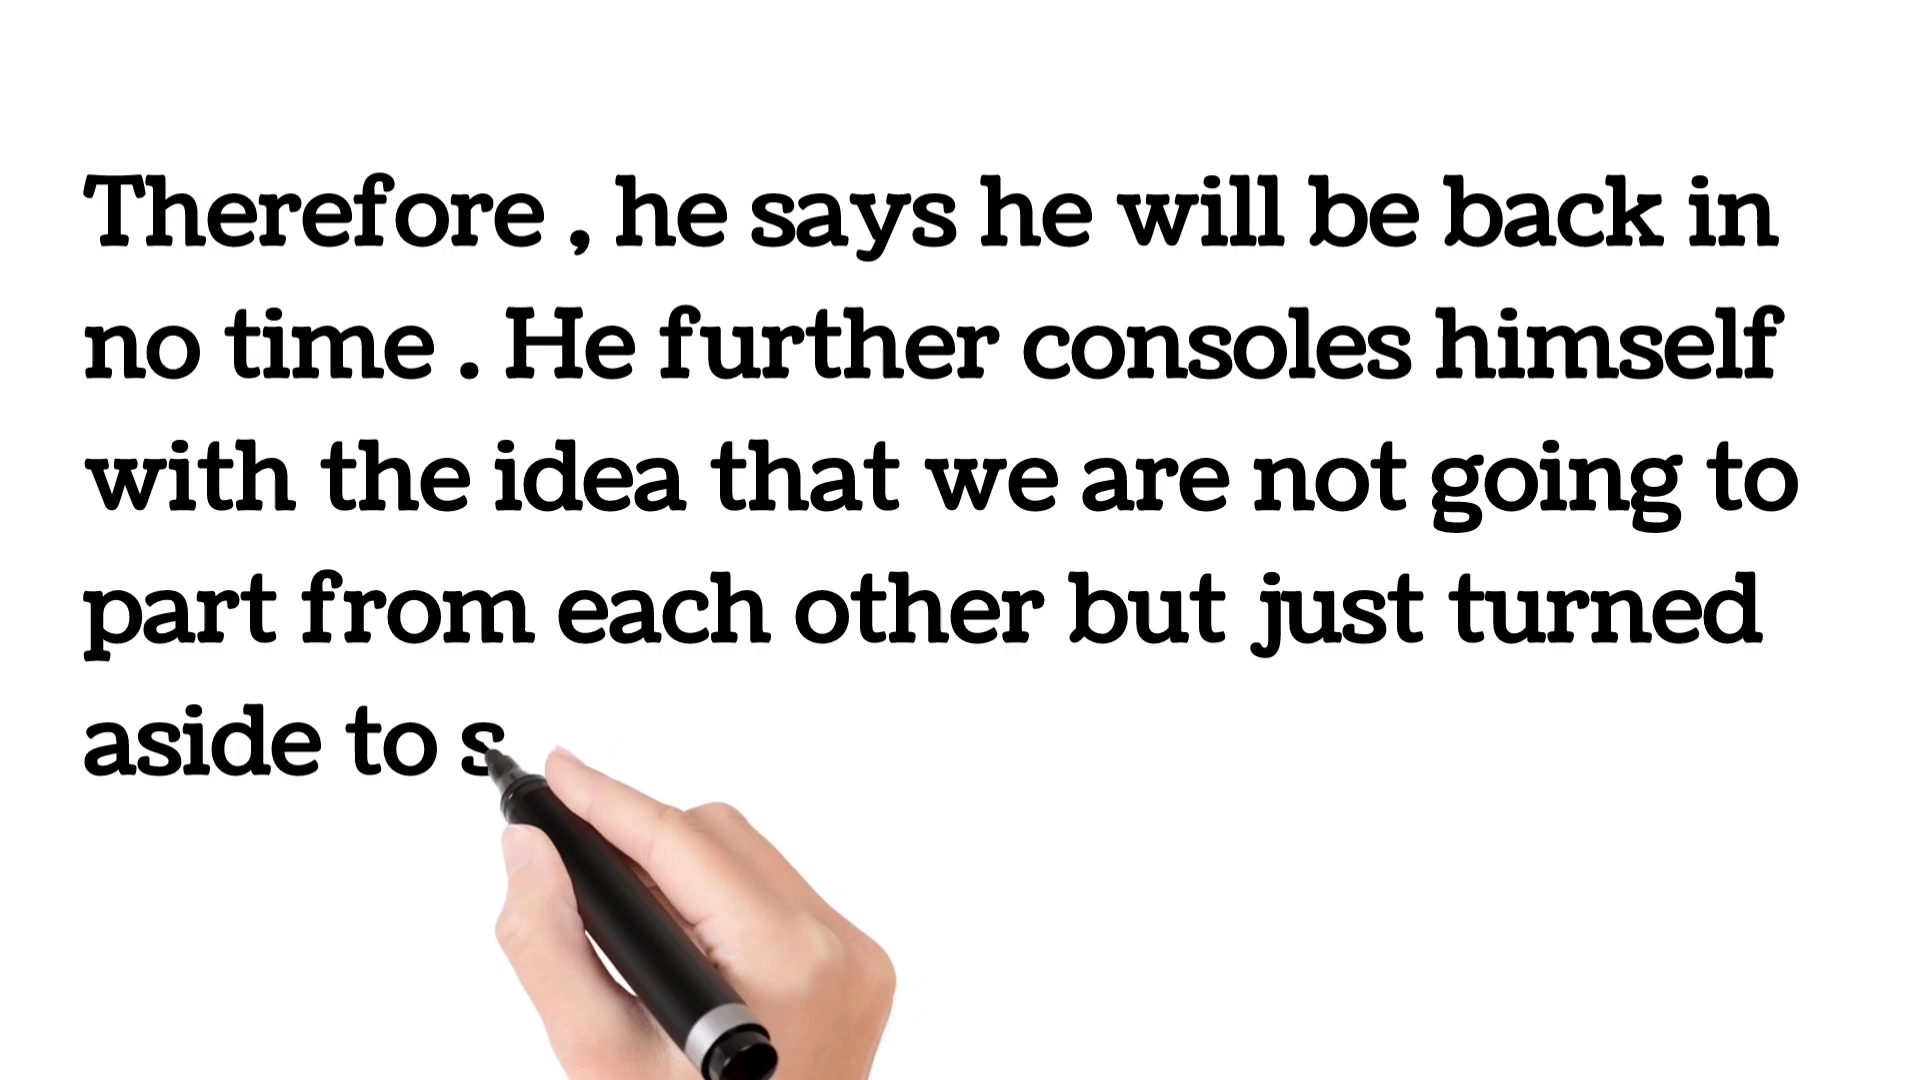 Therefore , he says he will be back in
no time . He further consoles himself
with the idea that we are not going to
part from each other but just turned
aside to s